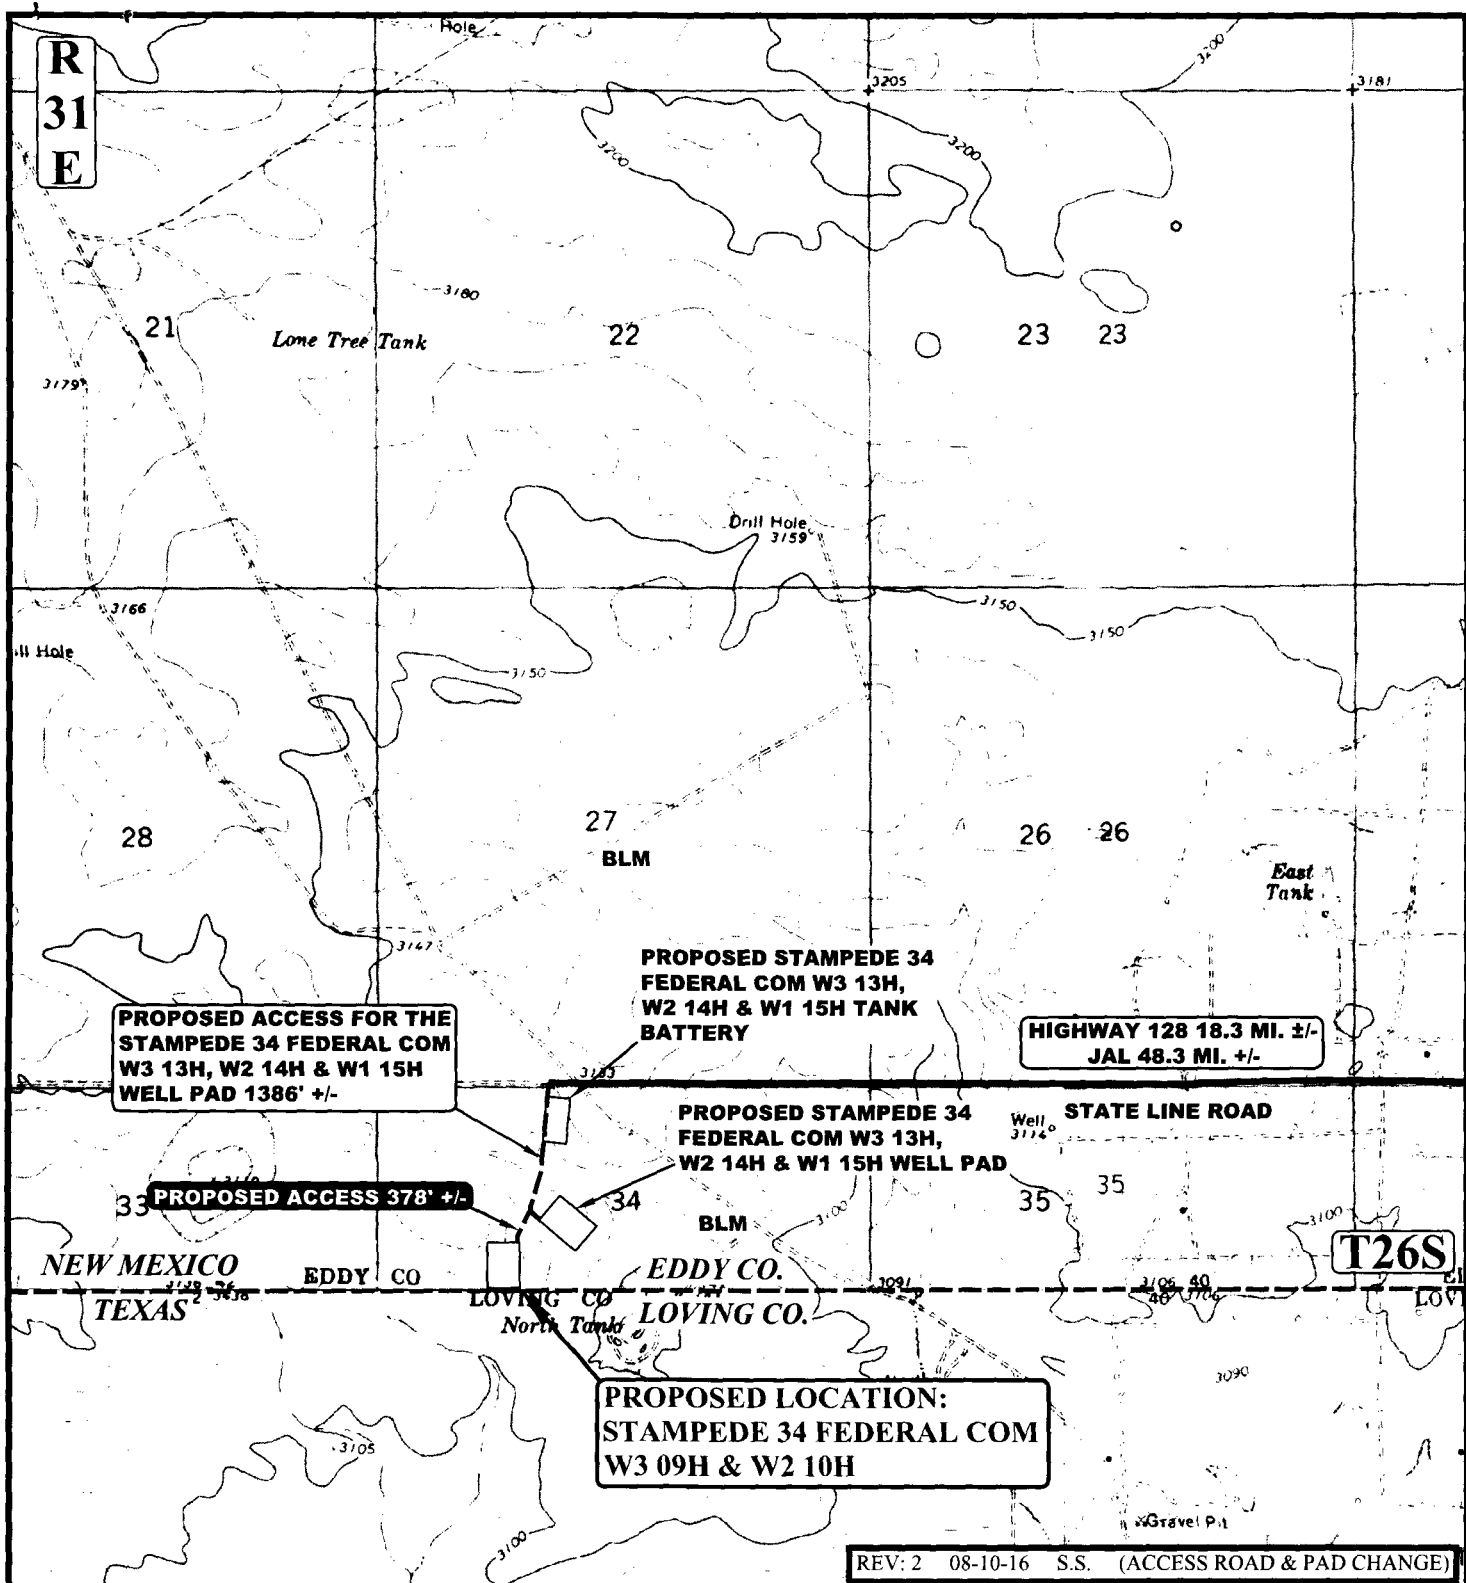 Hole
R
31
E
3200
3205
3181
3200
3200
3180
21
Lone Tree Tank
22
23
23
3179
Drill Hole
3159
3166
3150
3150
ll Hole
3150
28
27
BLM
26
26
East
Tank
3147
PROPOSED STAMPEDE 34
FEDERAL COM W3 13H,
W2 14H & W1 15H TANK
BATTERY
PROPOSED ACCESS FOR THE
STAMPEDE 34 FEDERAL COM
W3 13H, W2 14H & W1 15H
WELL PAD 1386' +/-
HIGHWAY 128 18.3 MI. ±/-
JAL 48.3 MI. +/-
PROPOSED STAMPEDE 34
FEDERAL COM W3 13H,
W2 14H & W1 15H WELL PAD
Well
3114
STATE LINE ROAD
33
PROPOSED ACCESS 378' +/-
34
BLM
3100
35
35
3100
T26S
NEW MEXICO
EDDY CO
EDDY CO.
3091
3106
40
40
TEXAS
LOVING CO
LOVING CO.
LOVI
North Tank
3090
PROPOSED LOCATION:
STAMPEDE 34 FEDERAL COM
W3 09H & W2 10H
3105
3100
Gravel Pit
REV: 2 08-10-16 S.S. (ACCESS ROAD & PAD CHANGE)